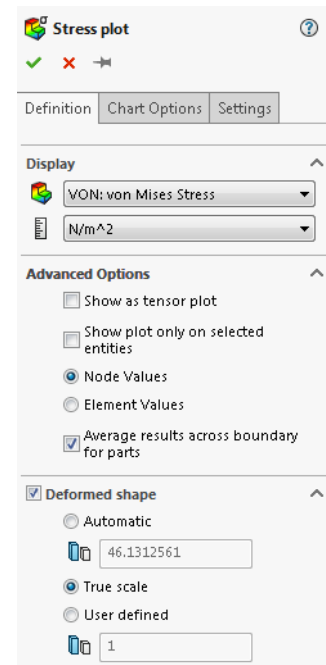 Stress plot
Definition
Chart Options
Settings
Display
VON: von Mises Stress
N/m^2
Advanced Options
Show as tensor plot
Show plot only on selected
entities
Node Values
Element Values
Average results across boundary
for parts
Deformed shape
Automatic
46.1312561
True scale
User defined
1